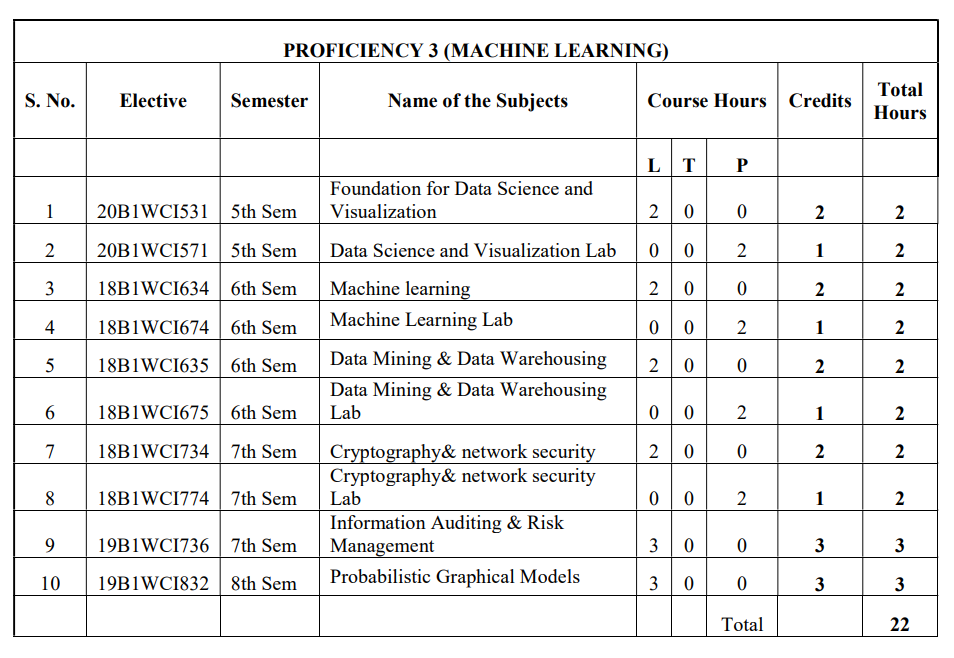 PROFICIENCY 3 (MACHINE LEARNING)
S. No. Elective Semester Name of the Subjects Course Hours Credits Total Hours
L T P
1 20B1WCI531 5th Sem Foundation for Data Science and Visualization 2 0 0 2 2
2 20B1WCI571 5th Sem Data Science and Visualization Lab 0 0 2 1 2
3 18B1WCI634 6th Sem Machine learning 2 0 0 2 2
4 18B1WCI674 6th Sem Machine Learning Lab 0 0 2 1 2
5 18B1WCI635 6th Sem Data Mining & Data Warehousing 2 0 0 2 2
6 18B1WCI675 6th Sem Data Mining & Data Warehousing Lab 0 0 2 1 2
7 18B1WCI734 7th Sem Cryptography& network security 2 0 0 2 2
8 18B1WCI774 7th Sem Cryptography& network security Lab 0 0 2 1 2
9 19B1WCI736 7th Sem Information Auditing & Risk Management 3 0 0 3 3
10 19B1WCI832 8th Sem Probabilistic Graphical Models 3 0 0 3 3
Total 22